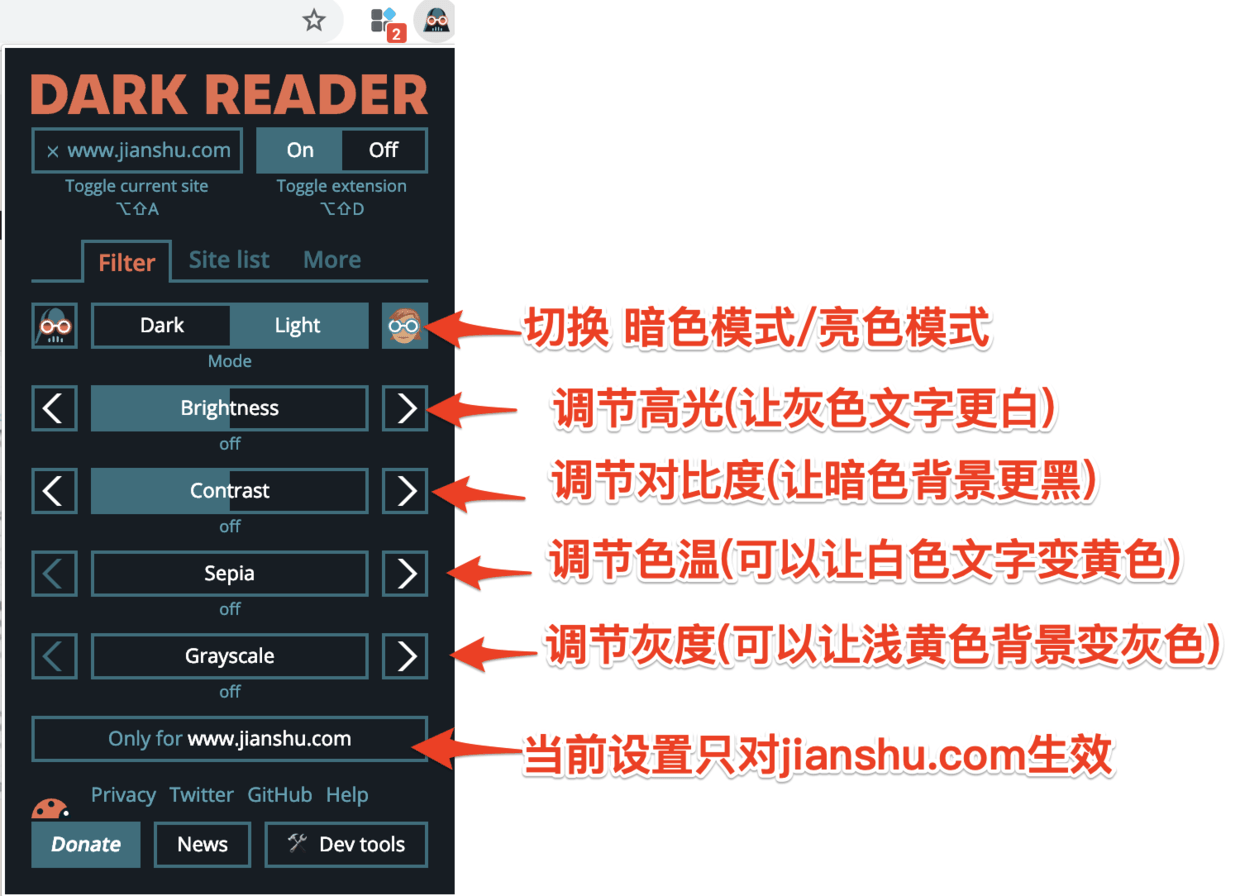 2
DARK READER
× www.jianshu.com On Off
Toggle current site Toggle extension
⌥⇧A ⌥⇧D
Filter Site list More
Dark Light 切换 暗色模式/亮色模式
Mode
Brightness 调节高光(让灰色文字更白)
off
Contrast 调节对比度(让暗色背景更黑)
off
Sepia 调节色温(可以让白色文字变黄色)
off
Grayscale 调节灰度(可以让浅黄色背景变灰色)
off
Only for www.jianshu.com 当前设置只对jianshu.com生效
Privacy Twitter GitHub Help
Donate News Dev tools